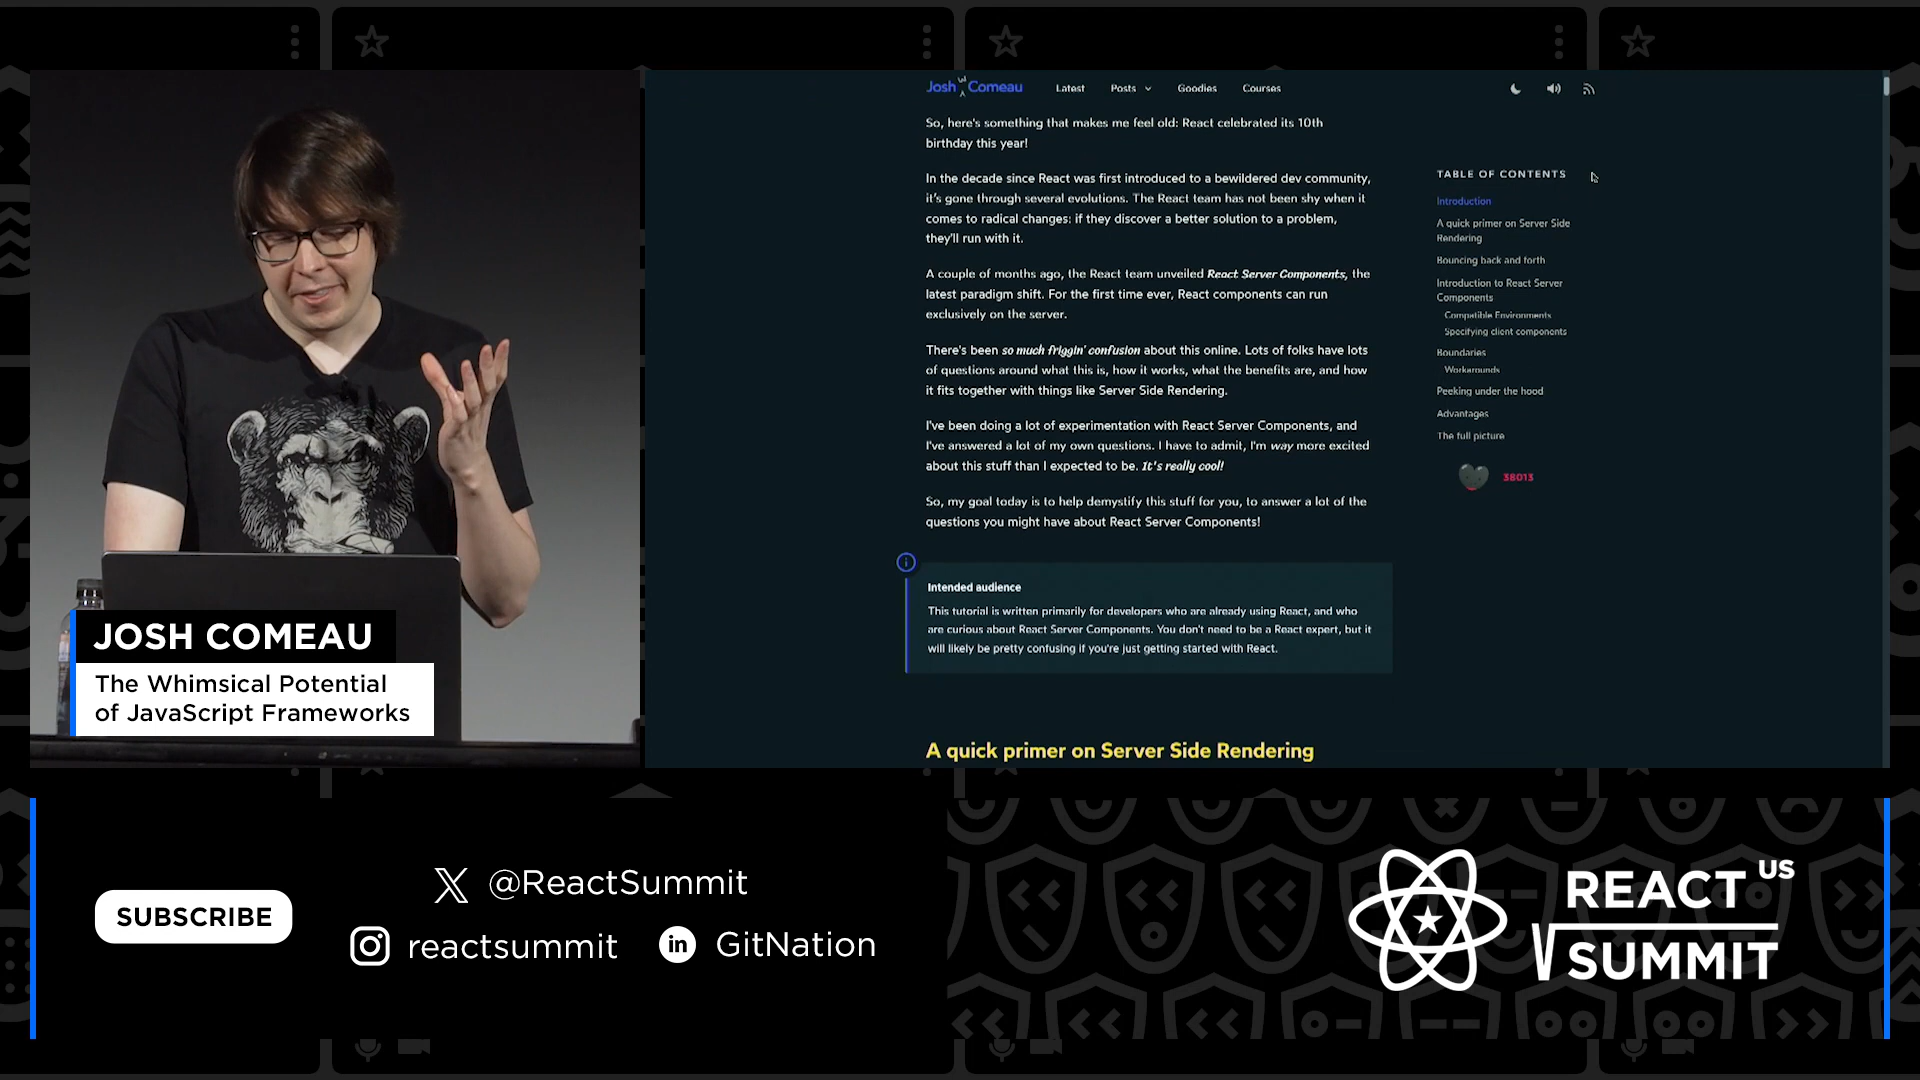 Josh W Comeau
Latest
Posts
Goodies
Courses
So, here's something that makes me feel old: React celebrated its 10th
birthday this year!
In the decade since React was first introduced to a bewildered dev community,
it's gone through several evolutions. The React team has not been shy when it
comes to radical changes: if they discover a better solution to a problem,
they'll run with it.
A couple of months ago, the React team unveiled React Server Components, the
latest paradigm shift. For the first time ever, React components can run
exclusively on the server.
There's been so much friggin' confusion about this online. Lots of folks have lots
of questions around what this is, how it works, what the benefits are, and how
it fits together with things like Server Side Rendering.
I've been doing a lot of experimentation with React Server Components, and
I've answered a lot of my own questions. I have to admit, I'm way more excited
about this stuff than I expected to be. It's really cool!
So, my goal today is to help demystify this stuff for you, to answer a lot of the
questions you might have about React Server Components!
Intended audience
This tutorial is written primarily for developers who are already using React, and who
are curious about React Server Components. You don't need to be a React expert, but it
will likely be pretty confusing if you're just getting started with React.
A quick primer on Server Side Rendering
TABLE OF CONTENTS
Introduction
A quick primer on Server Side
Rendering
Bouncing back and forth
Introduction to React Server
Components
Compatible Environments
Specifying client components
Boundaries
Workarounds
Peeking under the hood
Advantages
The full picture
38013
JOSH COMEAU
The Whimsical Potential
of JavaScript Frameworks
SUBSCRIBE
@ReactSummit
reactsummit
in
GitNation
REACT US
SUMMIT